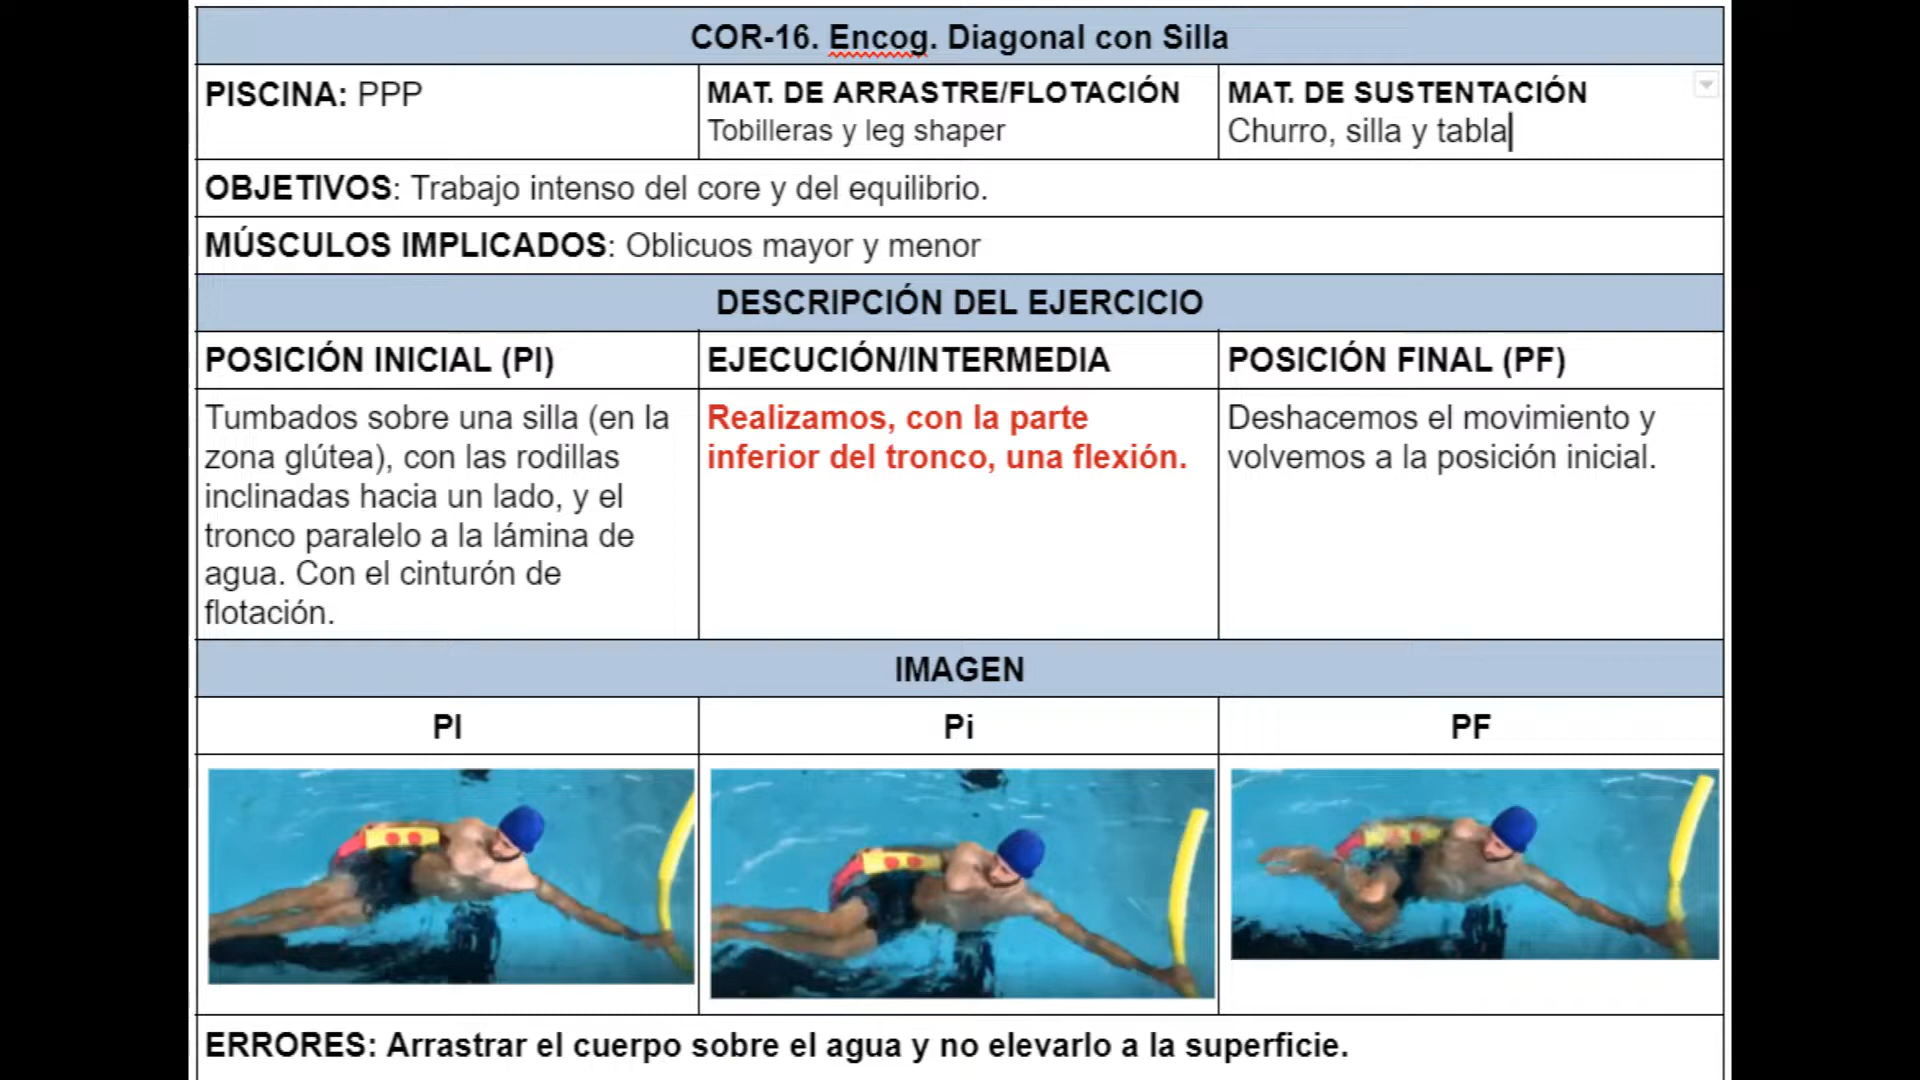 COR-16. Encog. Diagonal con Silla
PISCINA: PPP
MAT. DE ARRASTRE/FLOTACIÓN
Tobilleras y leg shaper
MAT. DE SUSTENTACIÓN
Churro, silla y tabla
OBJETIVOS: Trabajo intenso del core y del equilibrio.
MÚSCULOS IMPLICADOS: Oblicuos mayor y menor
DESCRIPCIÓN DEL EJERCICIO
POSICIÓN INICIAL (PI)
EJECUCIÓN/INTERMEDIA
POSICIÓN FINAL (PF)
Tumbados sobre una silla (en la
zona glútea), con las rodillas
inclinadas hacia un lado, y el
tronco paralelo a la lámina de
agua. Con el cinturón de
flotación.
Realizamos, con la parte
inferior del tronco, una flexión.
Deshacemos el movimiento y
volvemos a la posición inicial.
IMAGEN
PI
Pi
PF
ERRORES: Arrastrar el cuerpo sobre el agua y no elevarlo a la superficie.